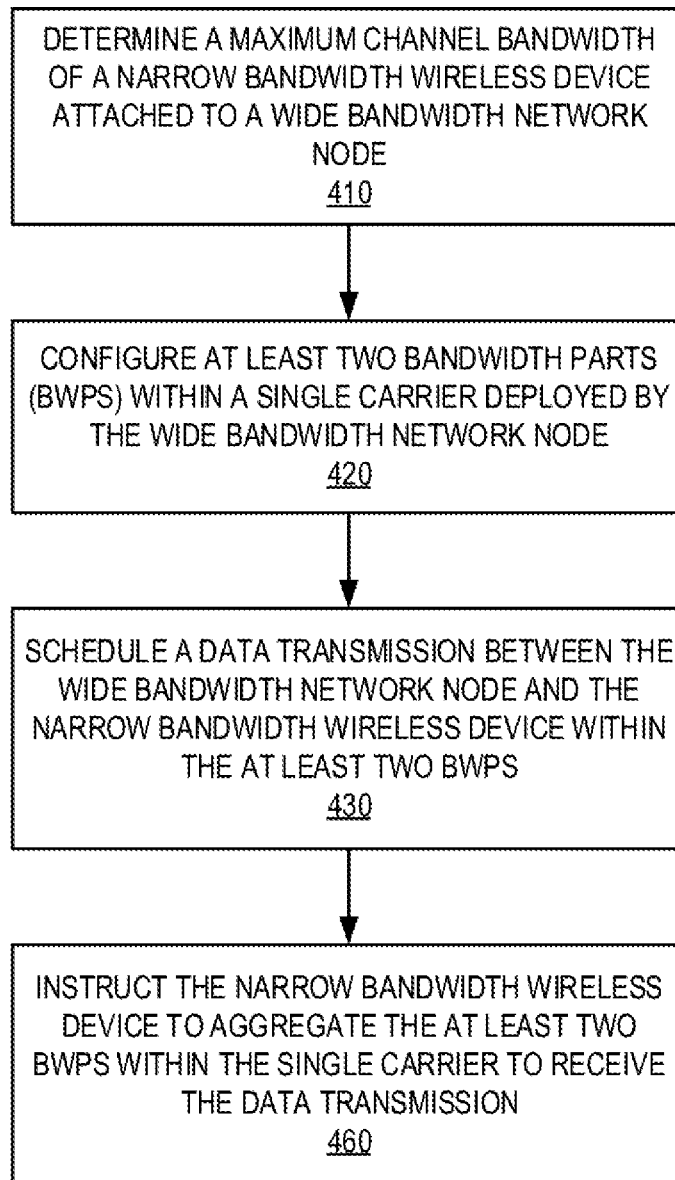 DETERMINE A MAXIMUM CHANNEL BANDWIDTH
OF A NARROW BANDWIDTH WIRELESS DEVICE
ATTACHED TO A WIDE BANDWIDTH NETWORK
NODE
410
CONFIGURE AT LEAST TWO BANDWIDTH PARTS
(BWPS) WITHIN A SINGLE CARRIER DEPLOYED BY
THE WIDE BANDWIDTH NETWORK NODE
420
SCHEDULE A DATA TRANSMISSION BETWEEN THE
WIDE BANDWIDTH NETWORK NODE AND THE
NARROW BANDWIDTH WIRELESS DEVICE WITHIN
THE AT LEAST TWO BWPS
430
INSTRUCT THE NARROW BANDWIDTH WIRELESS
DEVICE TO AGGREGATE THE AT LEAST TWO
BWPS WITHIN THE SINGLE CARRIER TO RECEIVE
THE DATA TRANSMISSION
460